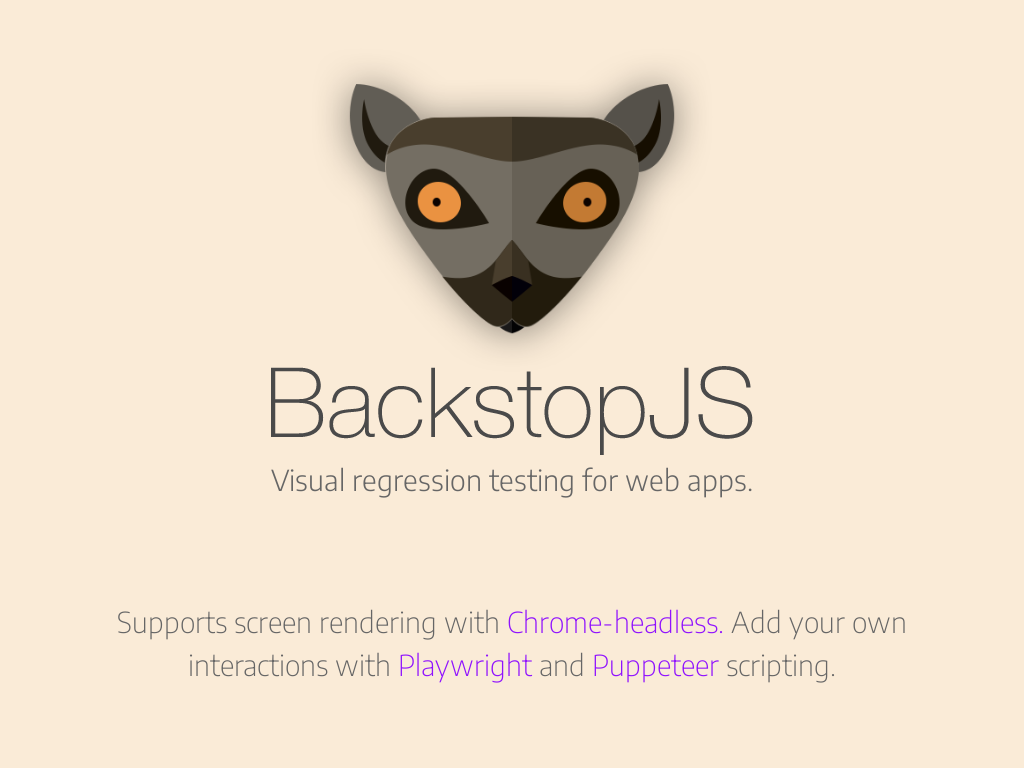 BackstopJS
Visual regression testing for web apps.
Supports screen rendering with Chrome-headless. Add your own
interactions with Playwright and Puppeteer scripting.